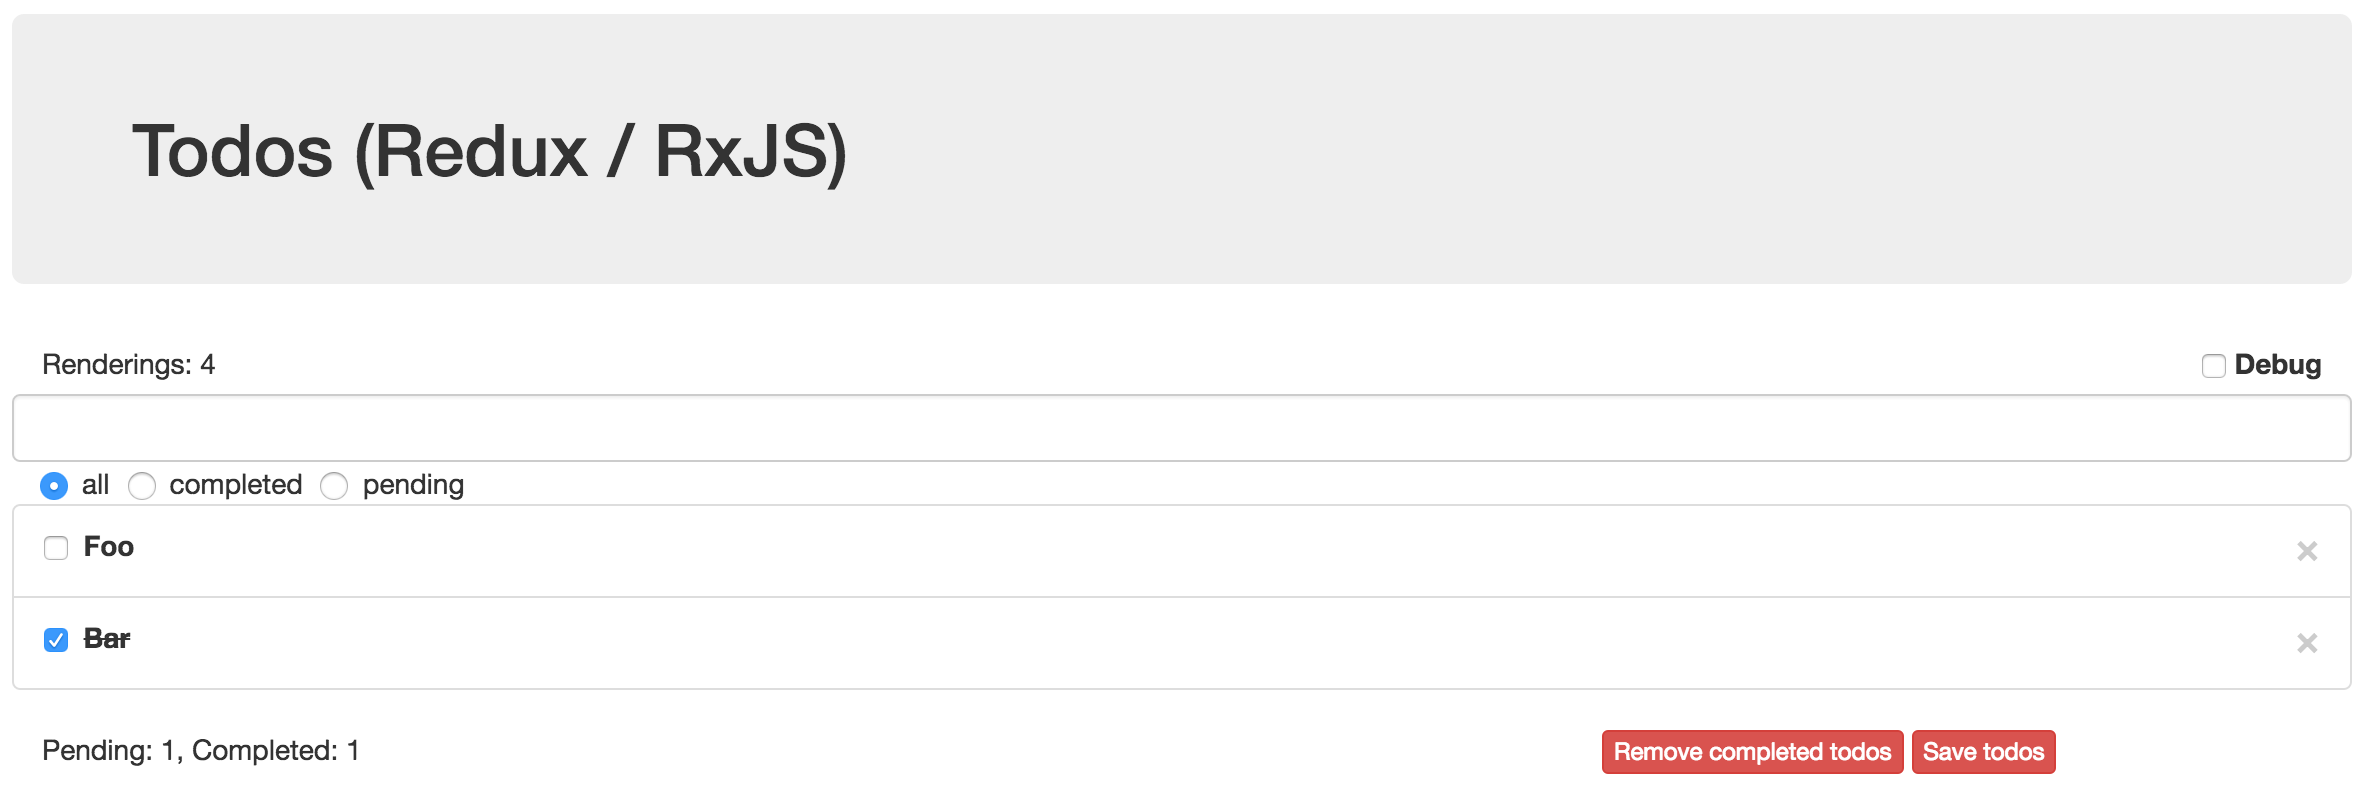 Todos (Redux / RxJS)
Renderings: 4 Debug
all completed pending
Foo
Bar
Pending: 1, Completed: 1 Remove completed todos Save todos